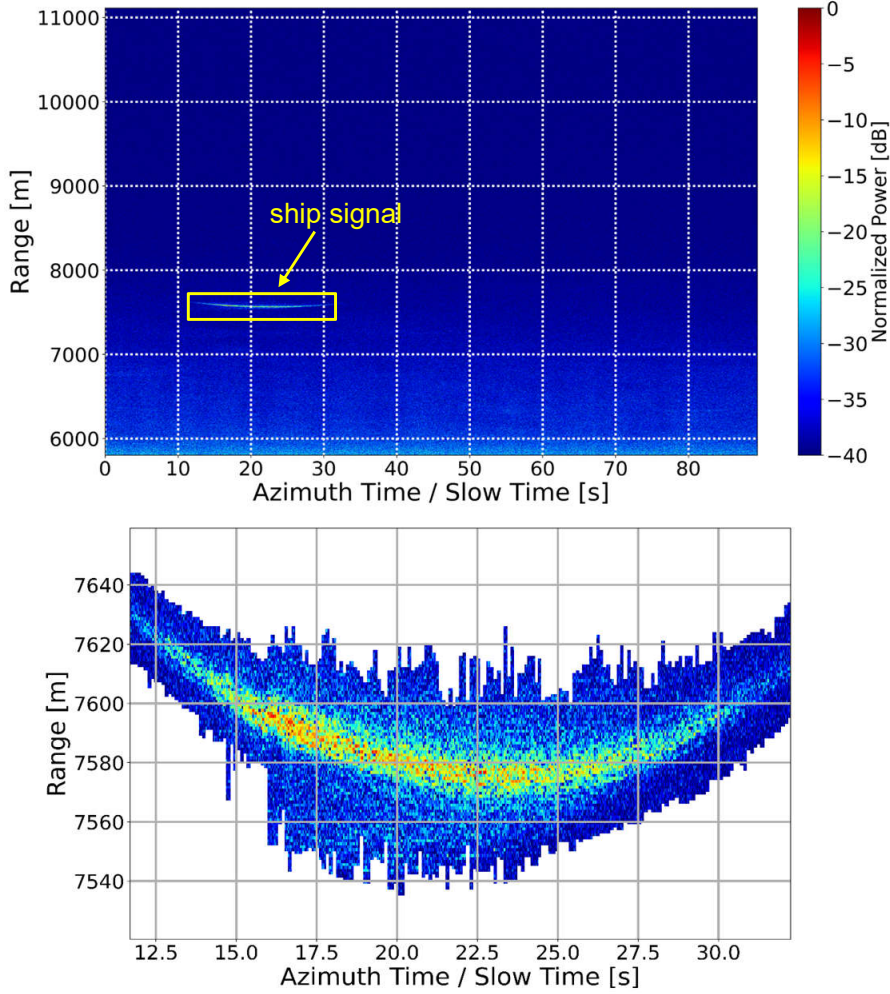 11000
10000
9000
8000
7000
6000
Range [m]
ship signal
0 10 20 30 40 50 60 70 80
Azimuth Time / Slow Time [s]
0
−5
−10
−15
−20
−25
−30
−35
−40
Normalized Power [dB]
7640
7620
7600
7580
7560
7540
Range [m]
12.5 15.0 17.5 20.0 22.5 25.0 27.5 30.0
Azimuth Time / Slow Time [s]